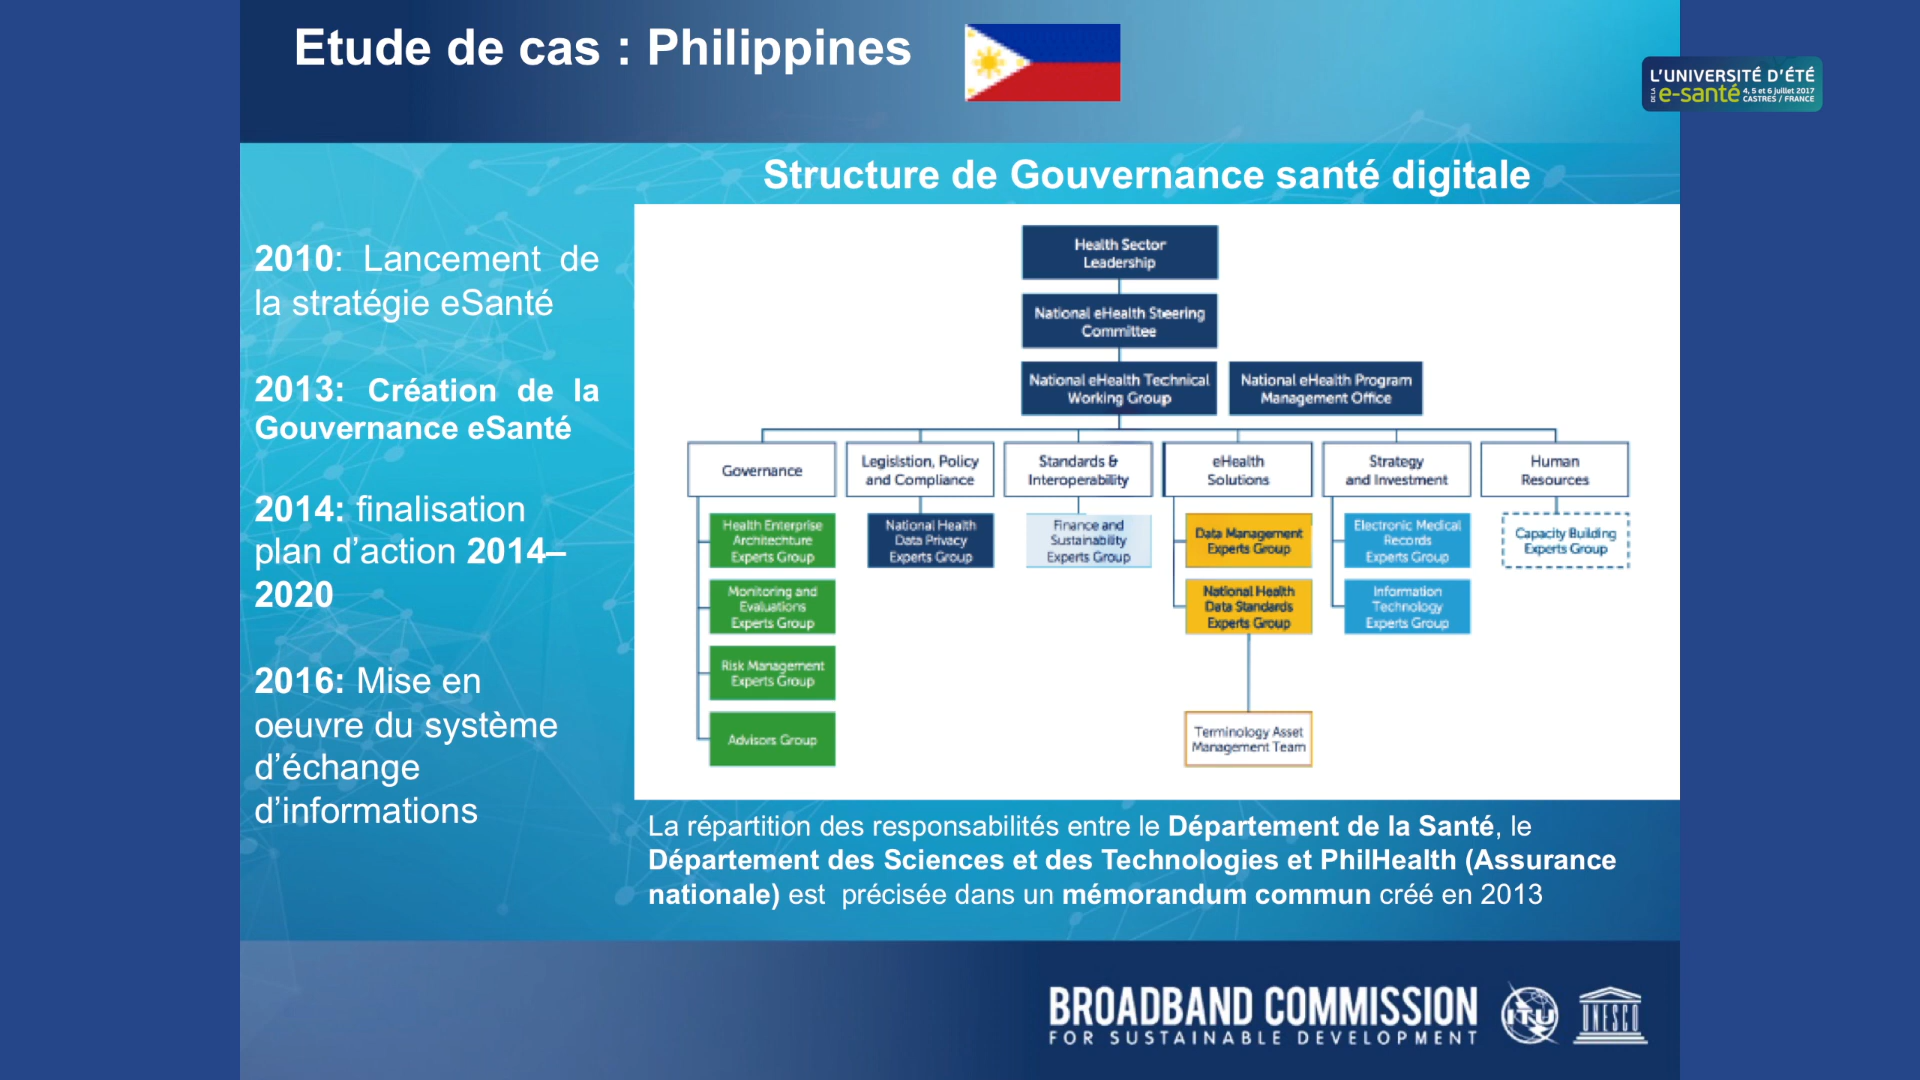 Etude de cas : Philippines
L'UNIVERSITÉ D'ÉTÉ
DE LA e-santé 4, 5 et 6 juillet 2017
CASTRES / FRANCE
Structure de Gouvernance santé digitale
2010: Lancement de
la stratégie eSanté
2013: Création de la
Gouvernance eSanté
2014: finalisation
plan d'action 2014–
2020
2016: Mise en
oeuvre du système
d'échange
d'informations
Health Sector
Leadership
National eHealth Steering
Committee
National eHealth Technical
Working Group
National eHealth Program
Management Office
Governance
Legislstion, Policy
and Compliance
Standards &
Interoperability
eHealth
Solutions
Strategy
and Investment
Human
Resources
Health Enterprise
Architechture
Experts Group
Monitoring and
Evaluations
Experts Group
Risk Management
Experts Group
Advisors Group
National Health
Data Privacy
Experts Group
Finance and
Sustainability
Experts Group
Data Management
Experts Group
National Health
Data Standards
Experts Group
Terminology Asset
Management Team
Electronic Medical
Records
Experts Group
Information
Technology
Experts Group
Capacity Building
Experts Group
La répartition des responsabilités entre le Département de la Santé, le
Département des Sciences et des Technologies et PhilHealth (Assurance
nationale) est précisée dans un mémorandum commun créé en 2013
BROADBAND COMMISSION
FOR SUSTAINABLE DEVELOPMENT
ITU
UNESCO